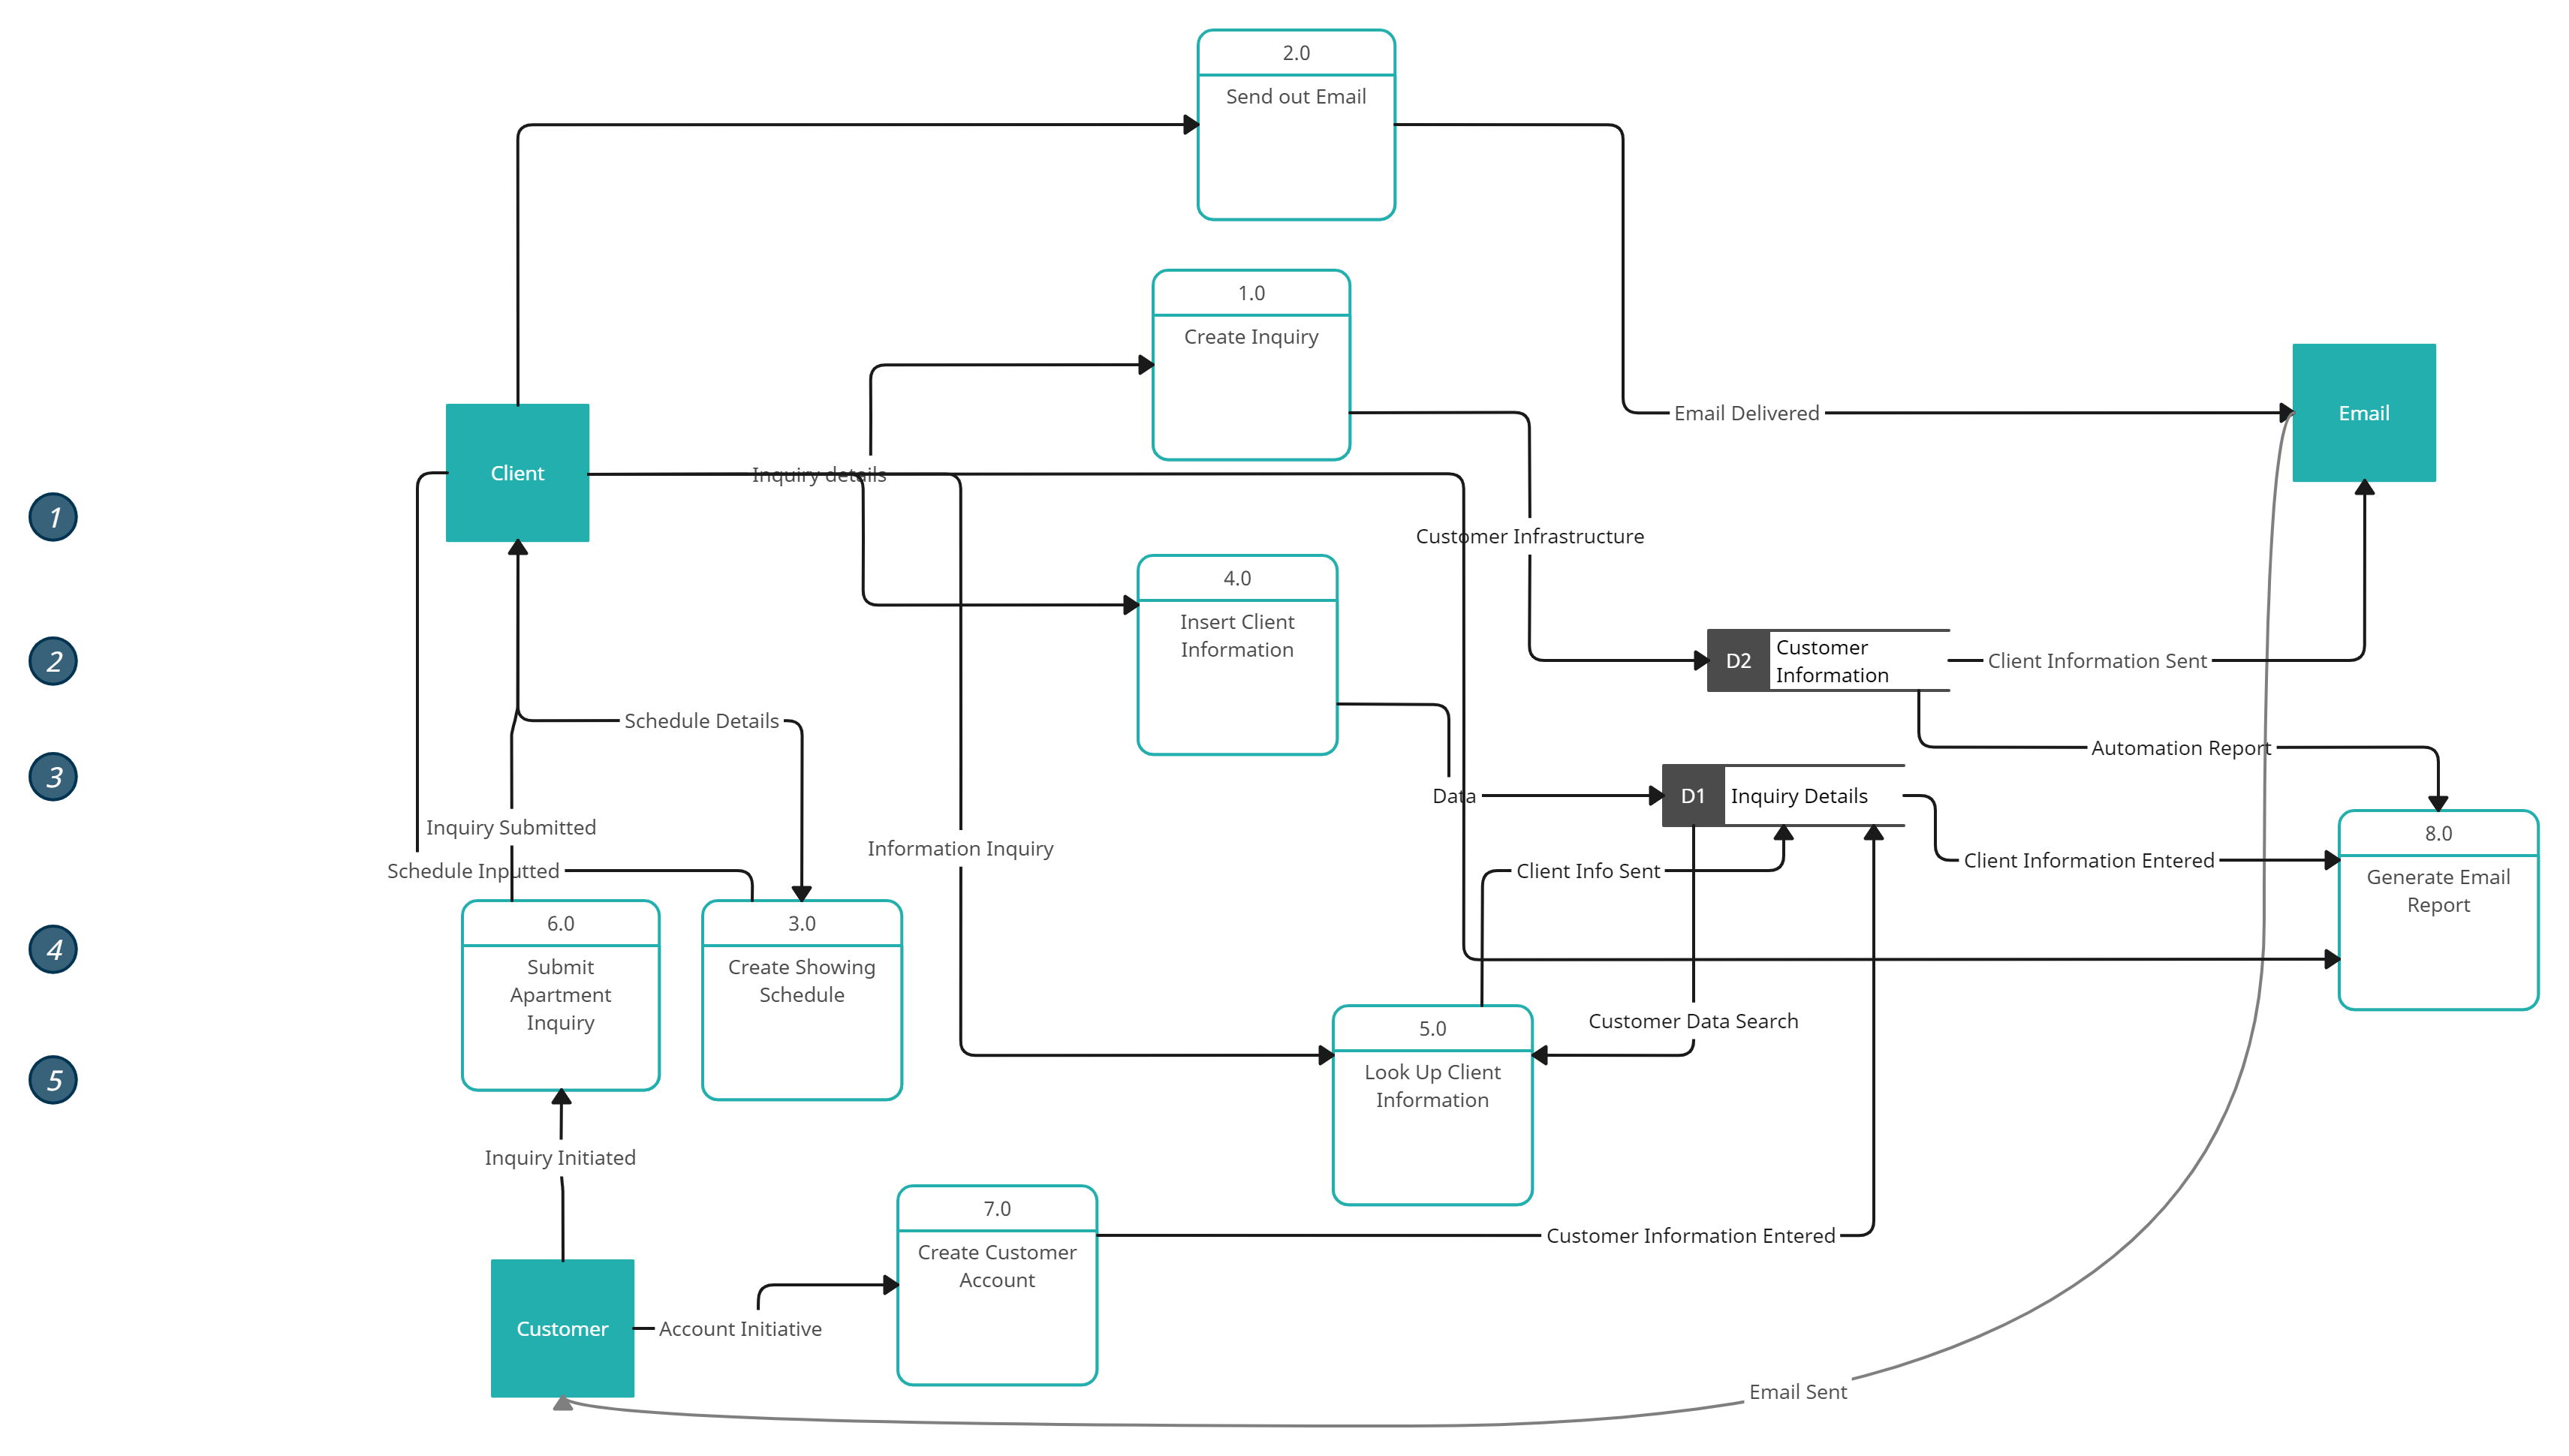 2.0
Send out Email
1.0
Create Inquiry
Email Delivered
Email
Client
Inquiry details
1
Customer Infrastructure
4.0
Insert Client
Information
2
D2
Customer
Information
Client Information Sent
Schedule Details
Automation Report
3
Data
D1
Inquiry Details
Inquiry Submitted
Information Inquiry
8.0
Generate Email
Report
Client Information Entered
Schedule Inputted
Client Info Sent
6.0
Submit
Apartment
Inquiry
3.0
Create Showing
Schedule
4
5.0
Look Up Client
Information
Customer Data Search
5
Inquiry Initiated
7.0
Create Customer
Account
Customer Information Entered
Customer
Account Initiative
Email Sent